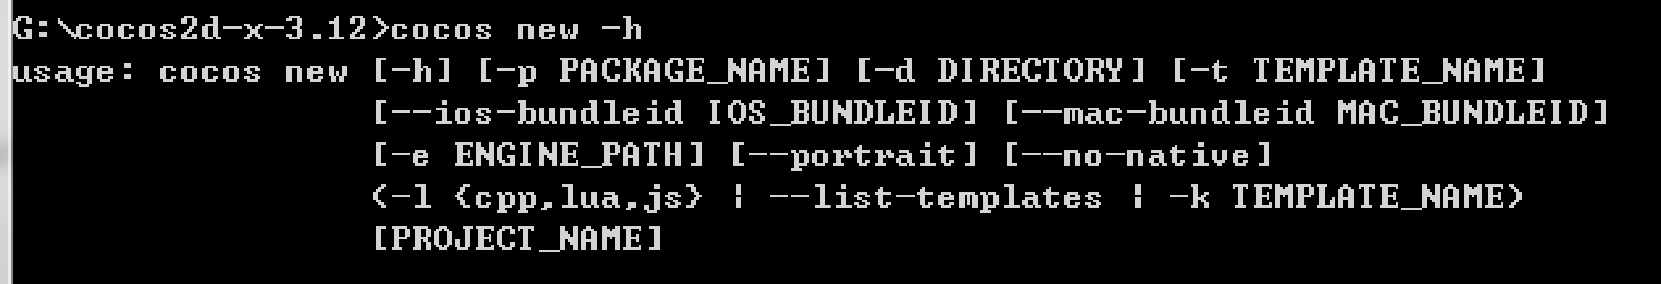 G:\cocos2d-x-3.12>cocos new -h
usage: cocos new [-h] [-p PACKAGE_NAME] [-d DIRECTORY] [-t TEMPLATE_NAME]
[--ios-bundleid IOS_BUNDLEID] [--mac-bundleid MAC_BUNDLEID]
[-e ENGINE_PATH] [--portrait] [--no-native]
(-l {cpp,lua,js} | --list-templates | -k TEMPLATE_NAME)
[PROJECT_NAME]